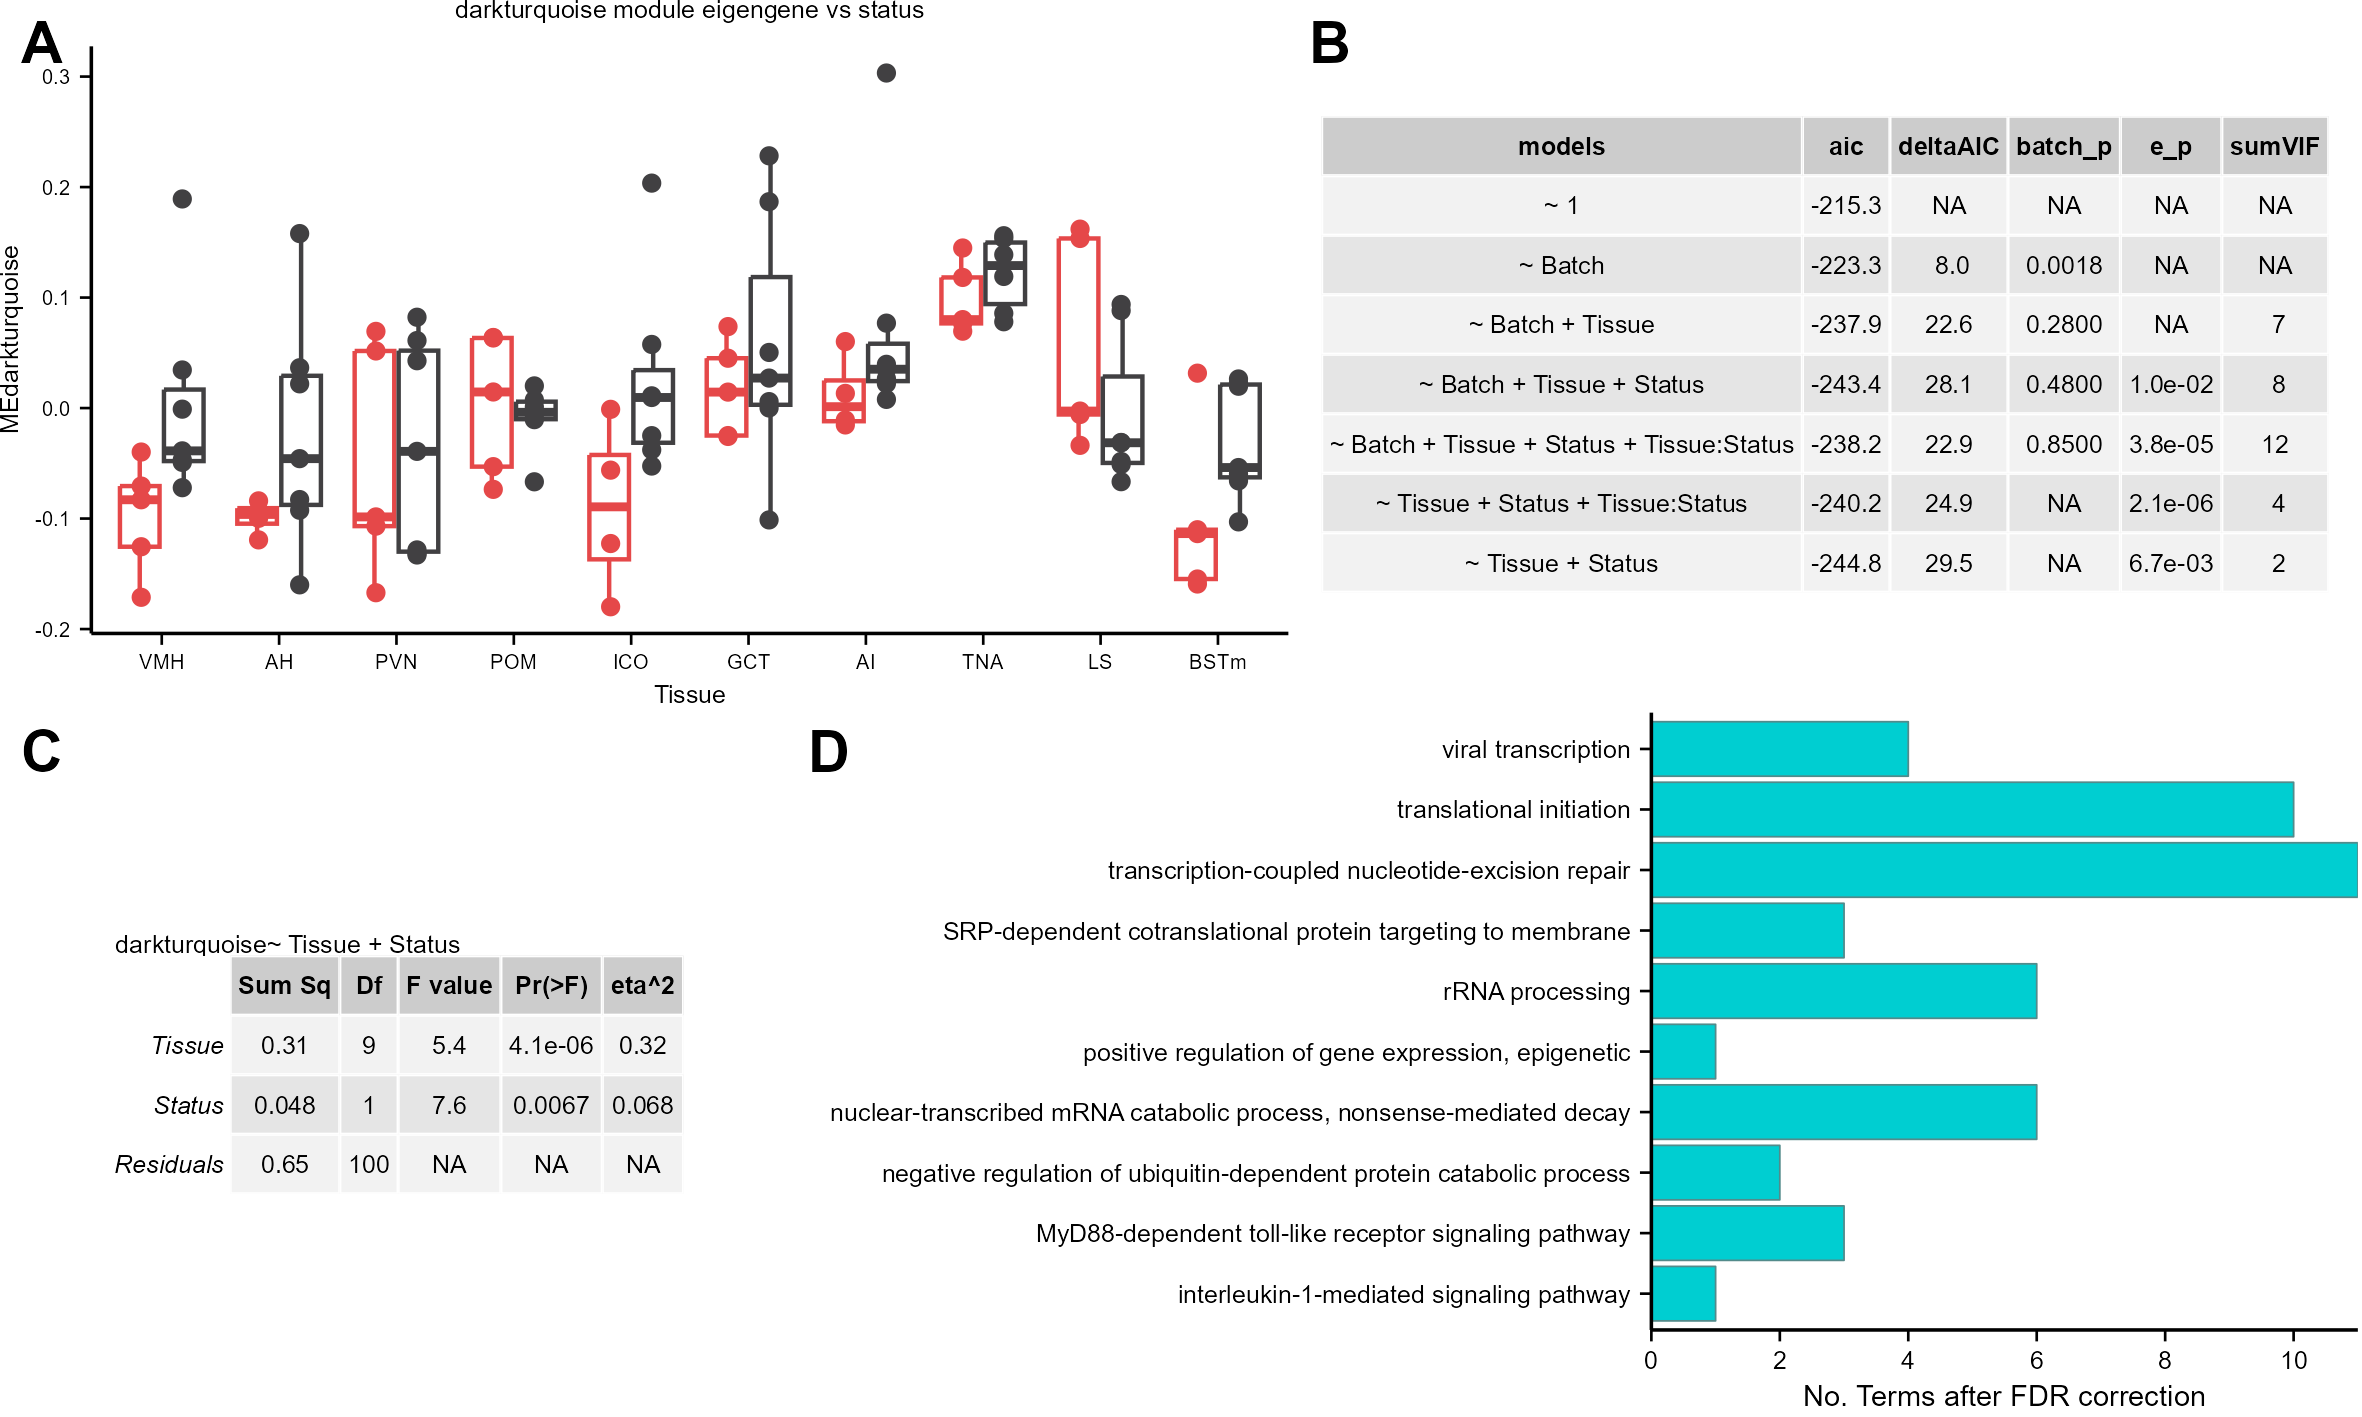 darkturquoise module eigengene vs status
A
0.3
0.2
0.1
0.0
-0.1
-0.2
MEdarkturquoise
VMH AH PVN POM ICO GCT AI TNA LS BSTm
Tissue
B
models aic deltaAIC batch_p e_p sumVIF
~ 1 -215.3 NA NA NA NA
~ Batch -223.3 8.0 0.0018 NA NA
~ Batch + Tissue -237.9 22.6 0.2800 NA 7
~ Batch + Tissue + Status -243.4 28.1 0.4800 1.0e-02 8
~ Batch + Tissue + Status + Tissue:Status -238.2 22.9 0.8500 3.8e-05 12
~ Tissue + Status + Tissue:Status -240.2 24.9 NA 2.1e-06 4
~ Tissue + Status -244.8 29.5 NA 6.7e-03 2
C
darkturquoise~ Tissue + Status
Sum Sq Df F value Pr(>F) eta^2
Tissue 0.31 9 5.4 4.1e-06 0.32
Status 0.048 1 7.6 0.0067 0.068
Residuals 0.65 100 NA NA NA
D
viral transcription
translational initiation
transcription-coupled nucleotide-excision repair
SRP-dependent cotranslational protein targeting to membrane
rRNA processing
positive regulation of gene expression, epigenetic
nuclear-transcribed mRNA catabolic process, nonsense-mediated decay
negative regulation of ubiquitin-dependent protein catabolic process
MyD88-dependent toll-like receptor signaling pathway
interleukin-1-mediated signaling pathway
0 2 4 6 8 10
No. Terms after FDR correction